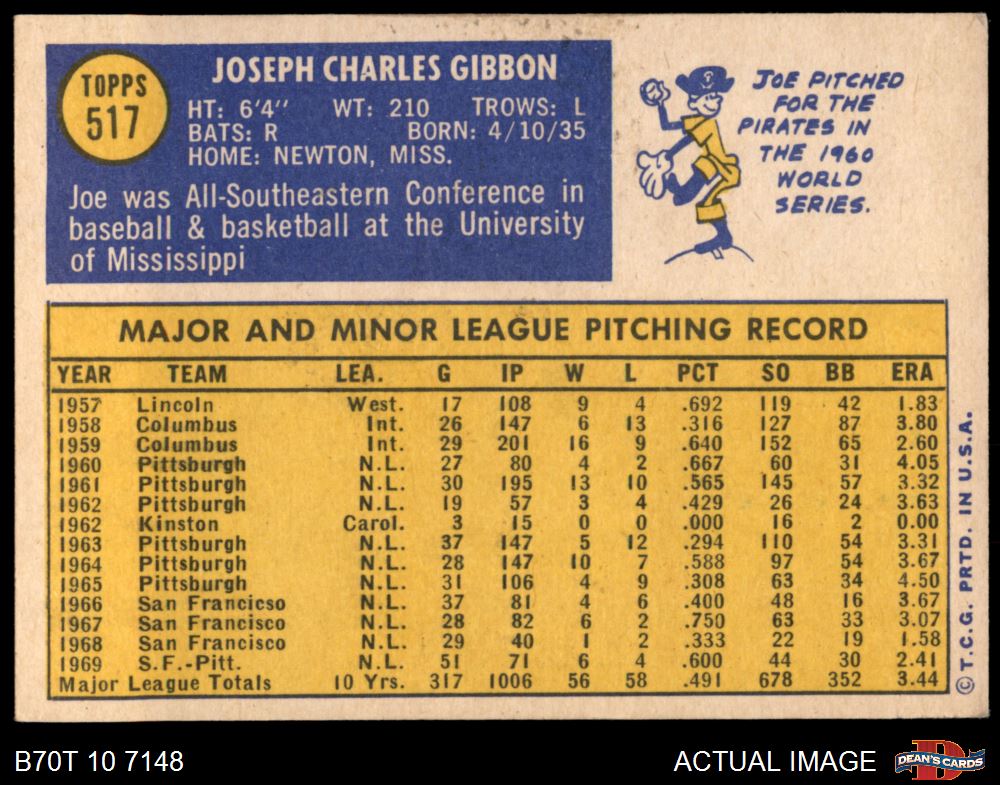 TOPPS
517
JOSEPH CHARLES GIBBON
HT: 6'4" WT: 210 TROWS: L
BATS: R BORN: 4/10/35
HOME: NEWTON, MISS.
Joe was All-Southeastern Conference in
baseball & basketball at the University
of Mississippi
JOE PITCHED
FOR THE
PIRATES IN
THE 1960
WORLD
SERIES.
MAJOR AND MINOR LEAGUE PITCHING RECORD
YEAR TEAM LEA. G IP W L PCT SO BB ERA
1957 Lincoln West. 17 108 9 4 .692 119 42 1.83
1958 Columbus Int. 26 147 6 13 .316 127 87 3.80
1959 Columbus Int. 29 201 16 9 .640 152 65 2.60
1960 Pittsburgh N.L. 27 80 4 2 .667 60 31 4.05
1961 Pittsburgh N.L. 30 195 13 10 .565 145 57 3.32
1962 Pittsburgh N.L. 19 57 3 4 .429 26 24 3.63
1962 Kinston Carol. 3 15 0 0 .000 16 2 0.00
1963 Pittsburgh N.L. 37 147 5 12 .294 110 54 3.31
1964 Pittsburgh N.L. 28 147 10 7 .588 97 54 3.67
1965 Pittsburgh N.L. 31 106 4 9 .308 63 34 4.50
1966 San Francicso N.L. 37 81 4 6 .400 48 16 3.67
1967 San Francisco N.L. 28 82 6 2 .750 63 33 3.07
1968 San Francisco N.L. 29 40 1 2 .333 22 19 1.58
1969 S.F.-Pitt. N.L. 51 71 6 4 .600 44 30 2.41
Major League Totals 10 Yrs. 317 1006 56 58 .491 678 352 3.44
© T.C.G. PRTD. IN U.S.A.
B70T 10 7148
ACTUAL IMAGE
D
DEAN'S CARDS